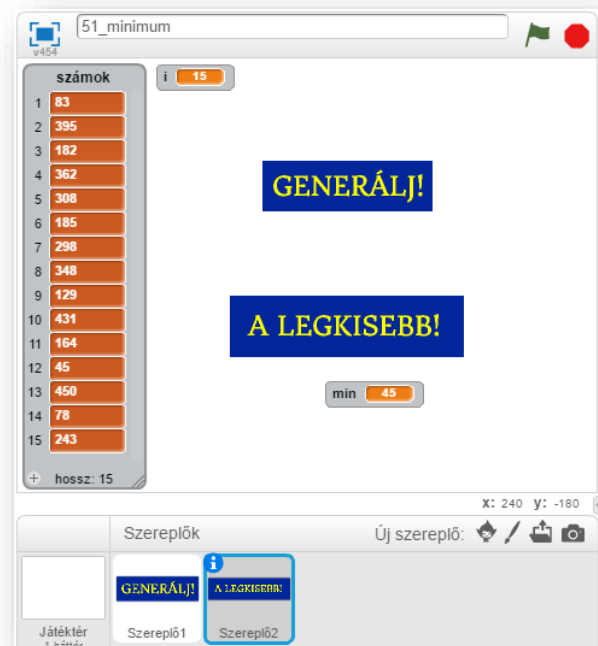 51_minimum
v454
számok
i 15
1 83
2 395
3 182
4 362
5 308
6 185
7 298
8 348
9 129
10 431
11 164
12 45
13 450
14 78
15 243
+ hossz: 15
GENERÁLJ!
A LEGKISEBB!
min 45
x: 240 y: -180
Szereplők
Új szereplő:
GENERÁLJ!
A LEGKISEBB!
Játéktér
Szereplő1
Szereplő2
1 háttér